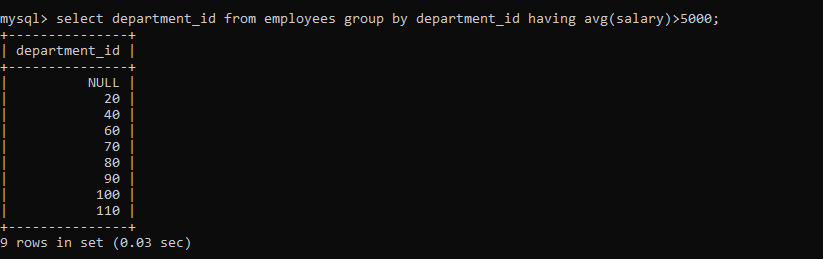 mysql> select department_id from employees group by department_id having avg(salary)>5000;
+---------------+
| department_id |
+---------------+
|          NULL |
|            20 |
|            40 |
|            60 |
|            70 |
|            80 |
|            90 |
|           100 |
|           110 |
+---------------+
9 rows in set (0.03 sec)